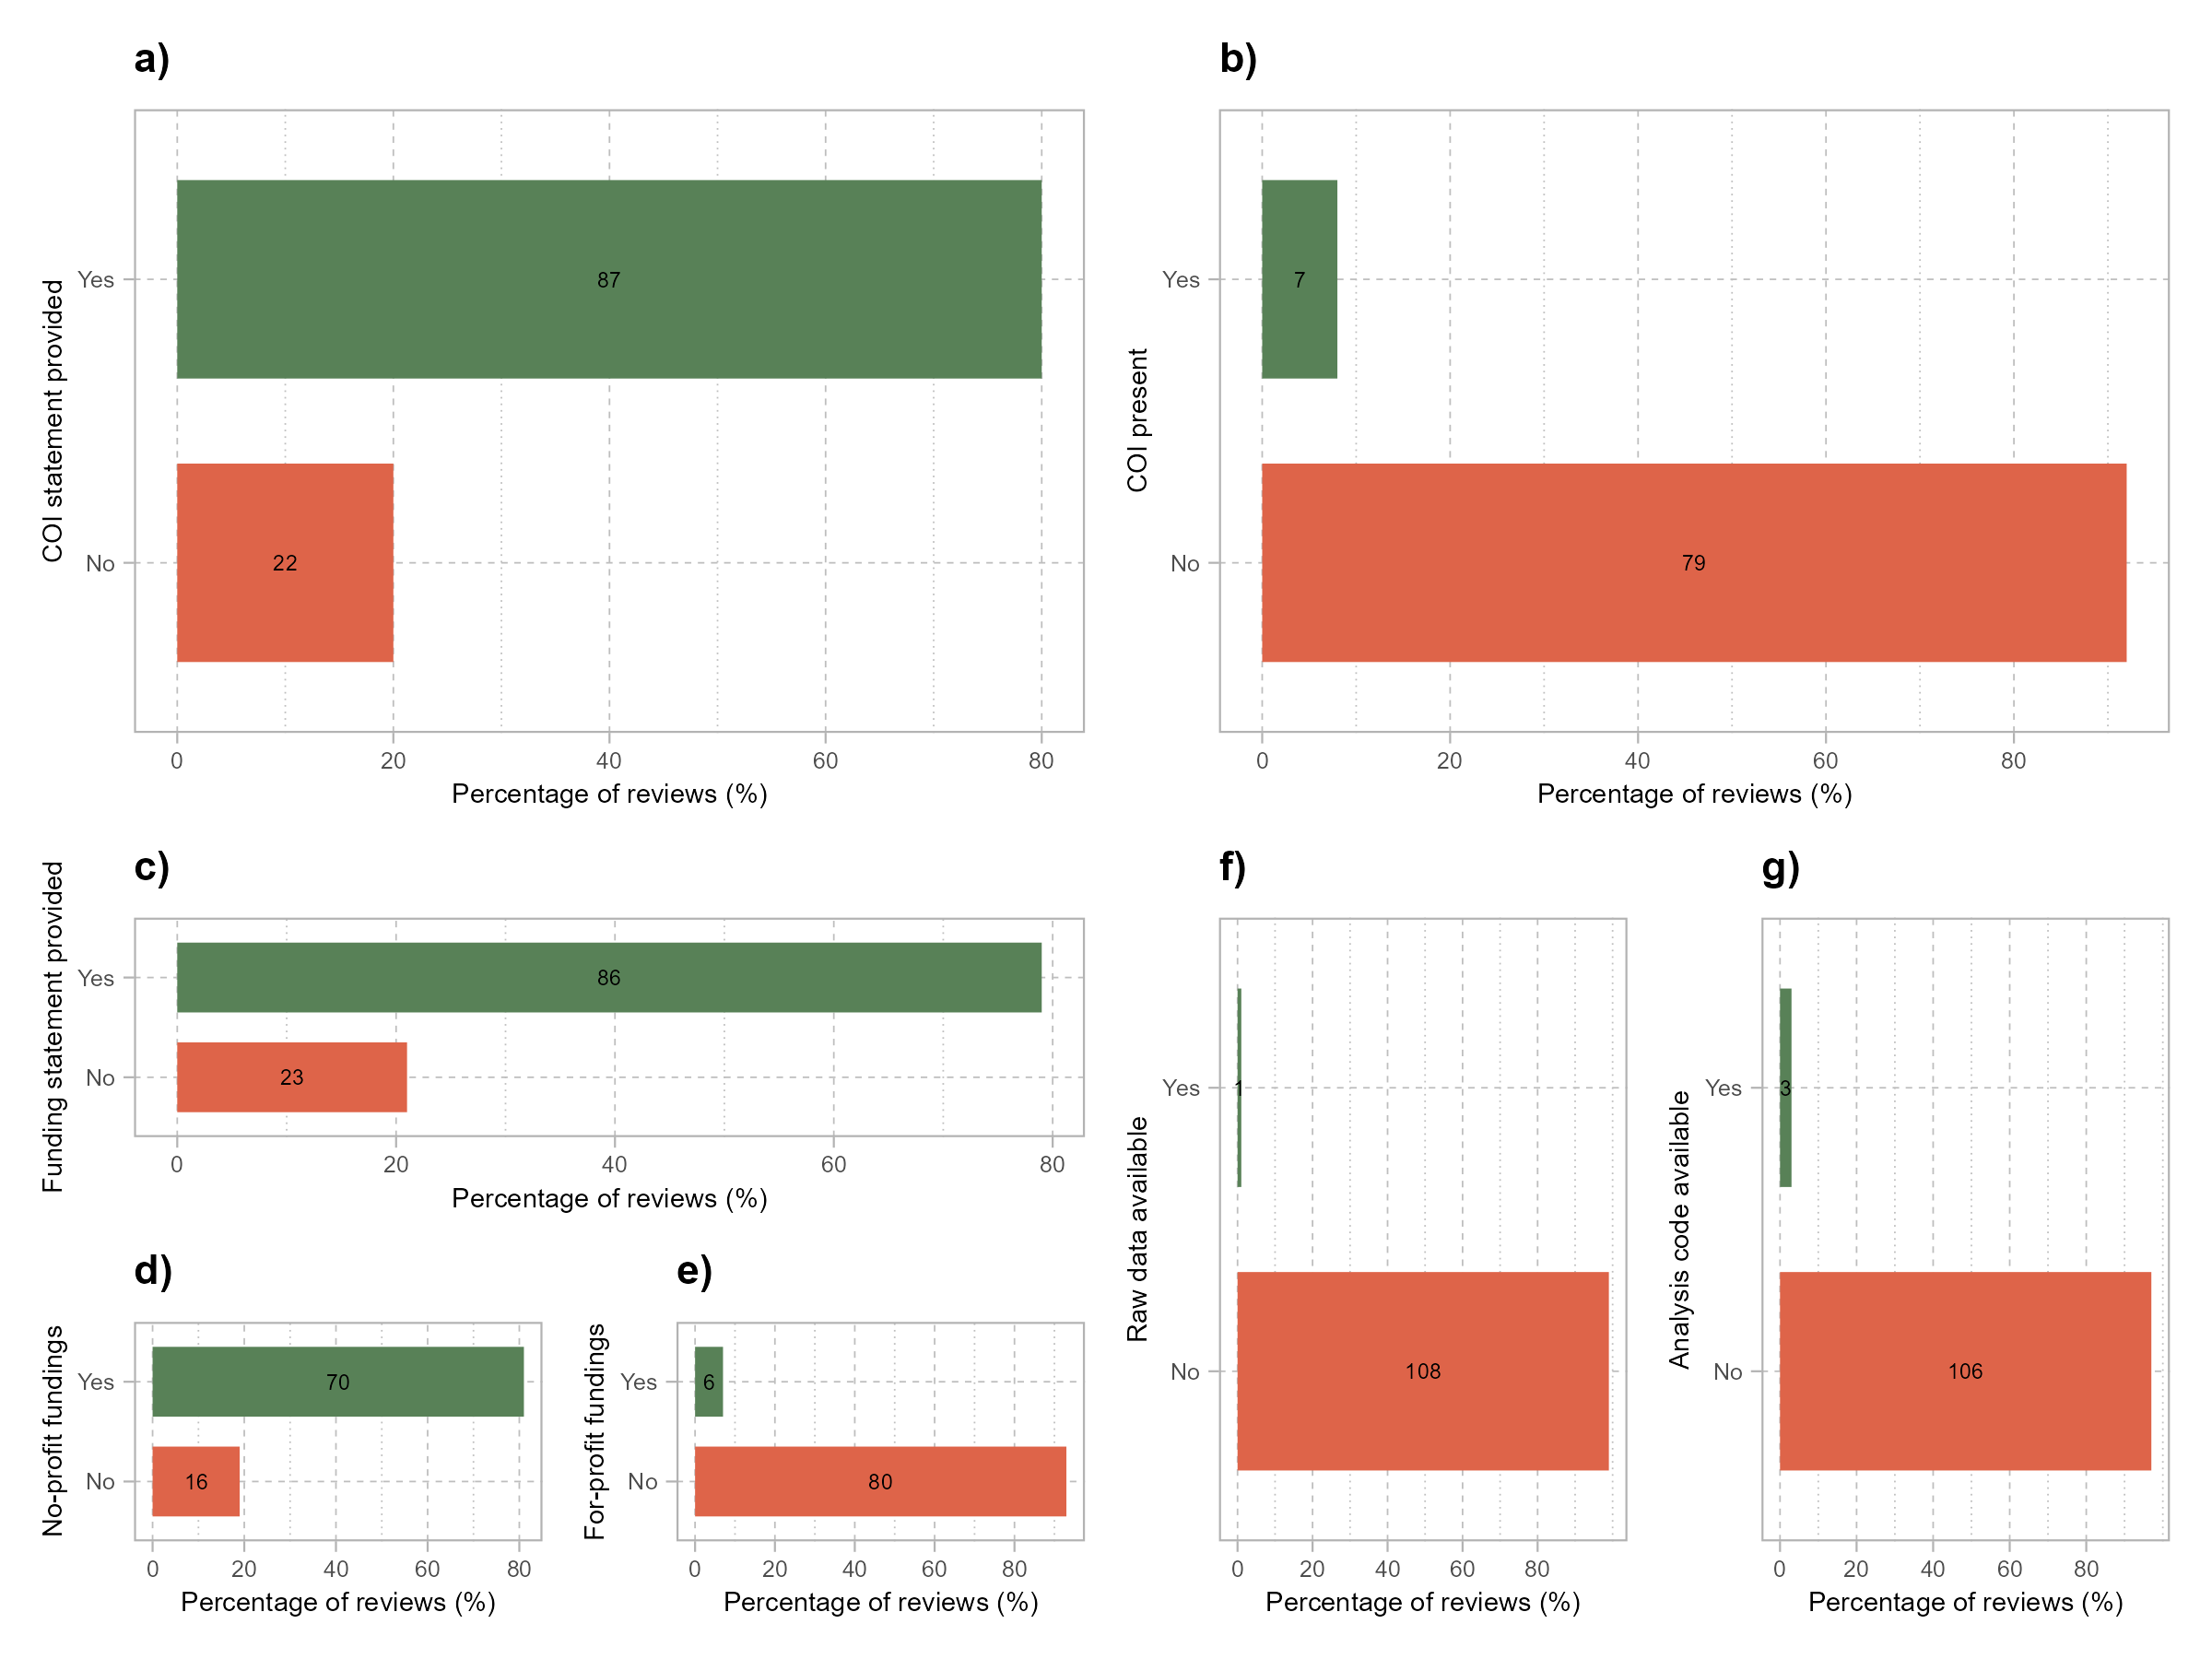 a)
COI statement provided
Yes
87
No
22
0 20 40 60 80
Percentage of reviews (%)
b)
COI present
Yes
7
No
79
0 20 40 60 80
Percentage of reviews (%)
c)
Funding statement provided
Yes
86
No
23
0 20 40 60 80
Percentage of reviews (%)
d)
No-profit fundings
Yes
70
No
16
0 20 40 60 80
Percentage of reviews (%)
e)
For-profit fundings
Yes
6
No
80
0 20 40 60 80
Percentage of reviews (%)
f)
Raw data available
Yes
1
No
108
0 20 40 60 80
Percentage of reviews (%)
g)
Analysis code available
Yes
3
No
106
0 20 40 60 80
Percentage of reviews (%)